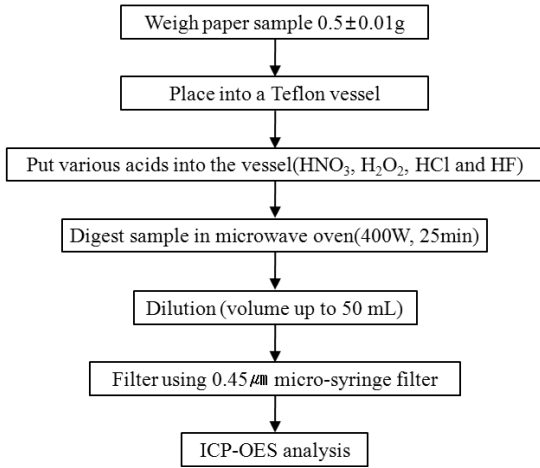 Weigh paper sample 0.5±0.01g
Place into a Teflon vessel
Put various acids into the vessel(HNO₃, H₂O₂, HCl and HF)
Digest sample in microwave oven(400W, 25min)
Dilution (volume up to 50 mL)
Filter using 0.45㎛ micro-syringe filter
ICP-OES analysis